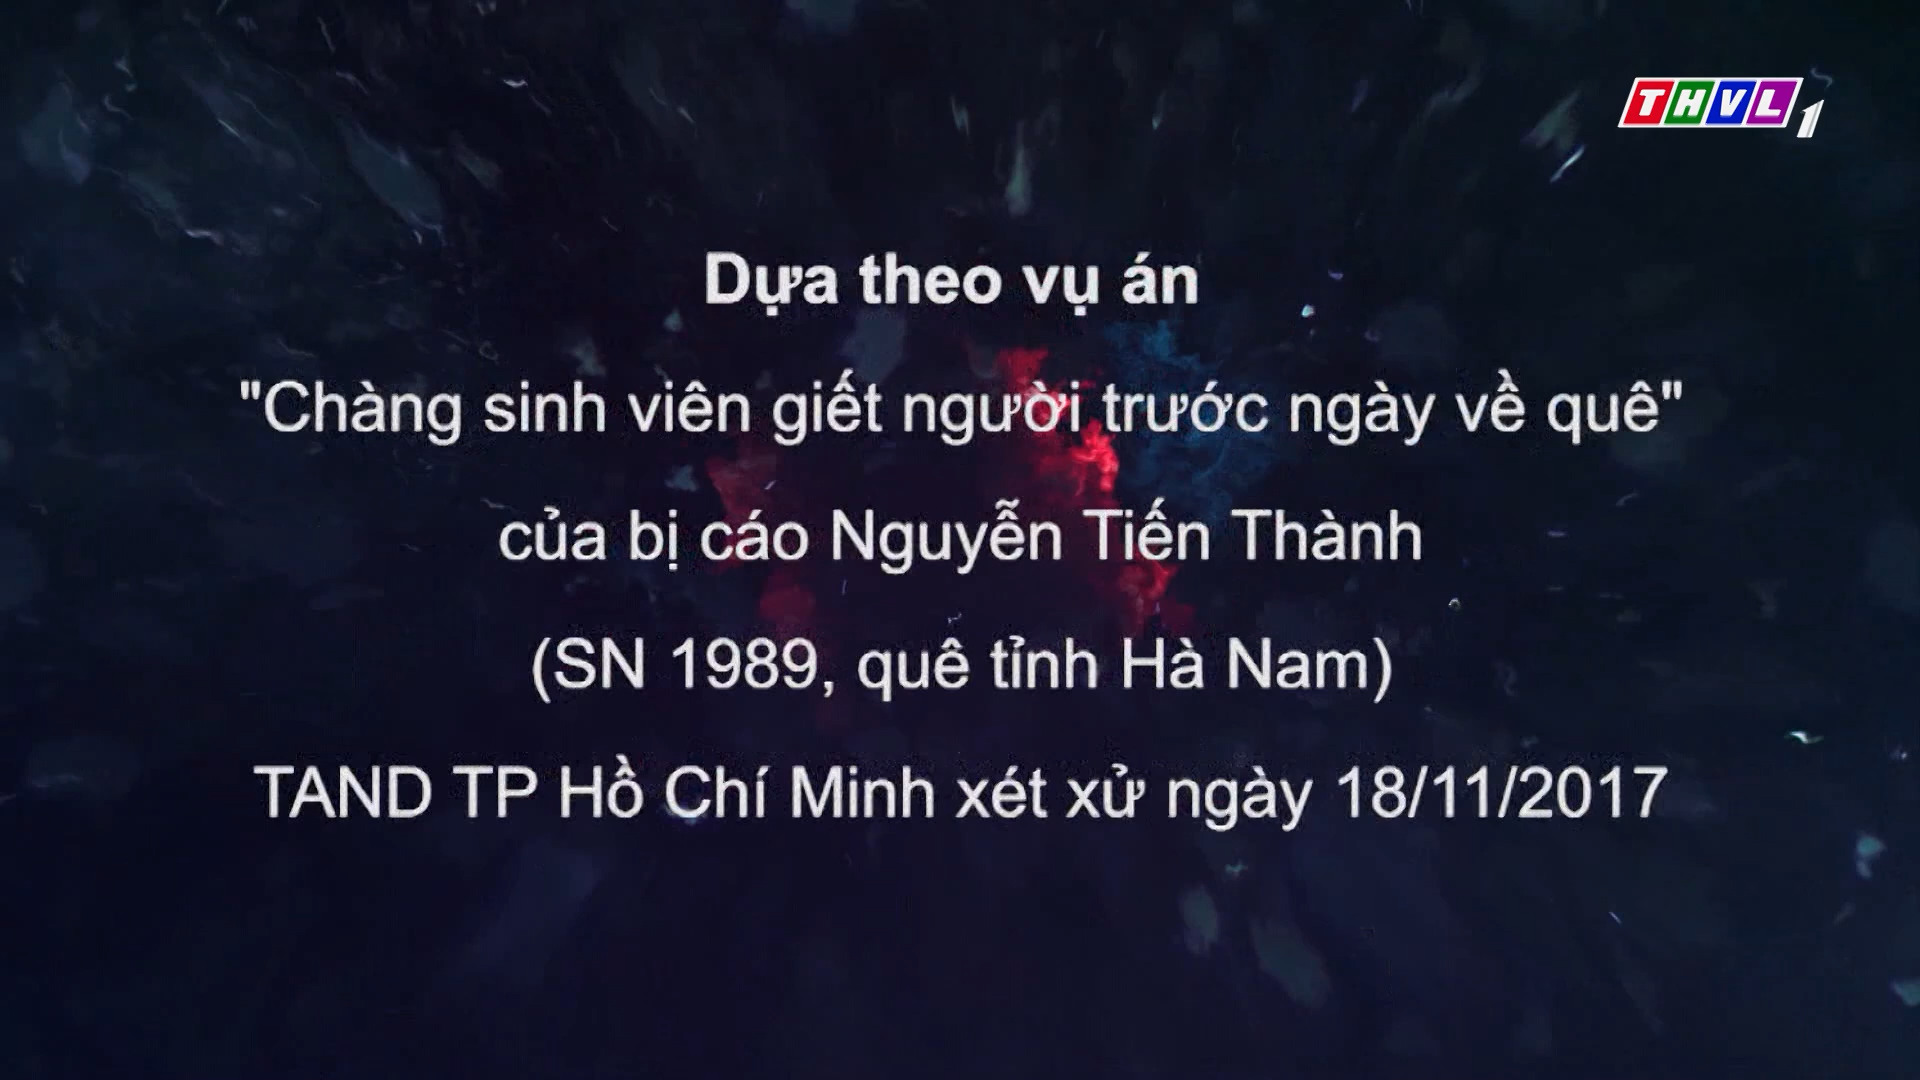 THVL1
Dựa theo vụ án
"Chàng sinh viên giết người trước ngày về quê"
của bị cáo Nguyễn Tiến Thành
(SN 1989, quê tỉnh Hà Nam)
TAND TP Hồ Chí Minh xét xử ngày 18/11/2017